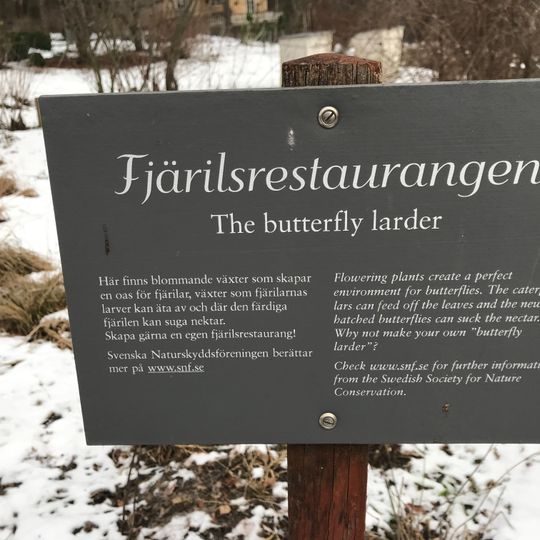 Fjärilsrestaurangen
The butterfly larder
Här finns blommande växter som skapar
en oas för fjärilar, växter som fjärilarnas
larver kan äta av och där den färdiga
fjärilen kan suga nektar.
Skapa gärna en egen fjärilsrestaurang!
Svenska Naturskyddsföreningen berättar
mer på www.snf.se
Flowering plants create a perfect
environment for butterflies. The caterp
lars can feed off the leaves and the new
hatched butterflies can suck the nectar.
Why not make your own "butterfly
larder"?
Check www.snf.se for further informati
from the Swedish Society for Nature
Conservation.